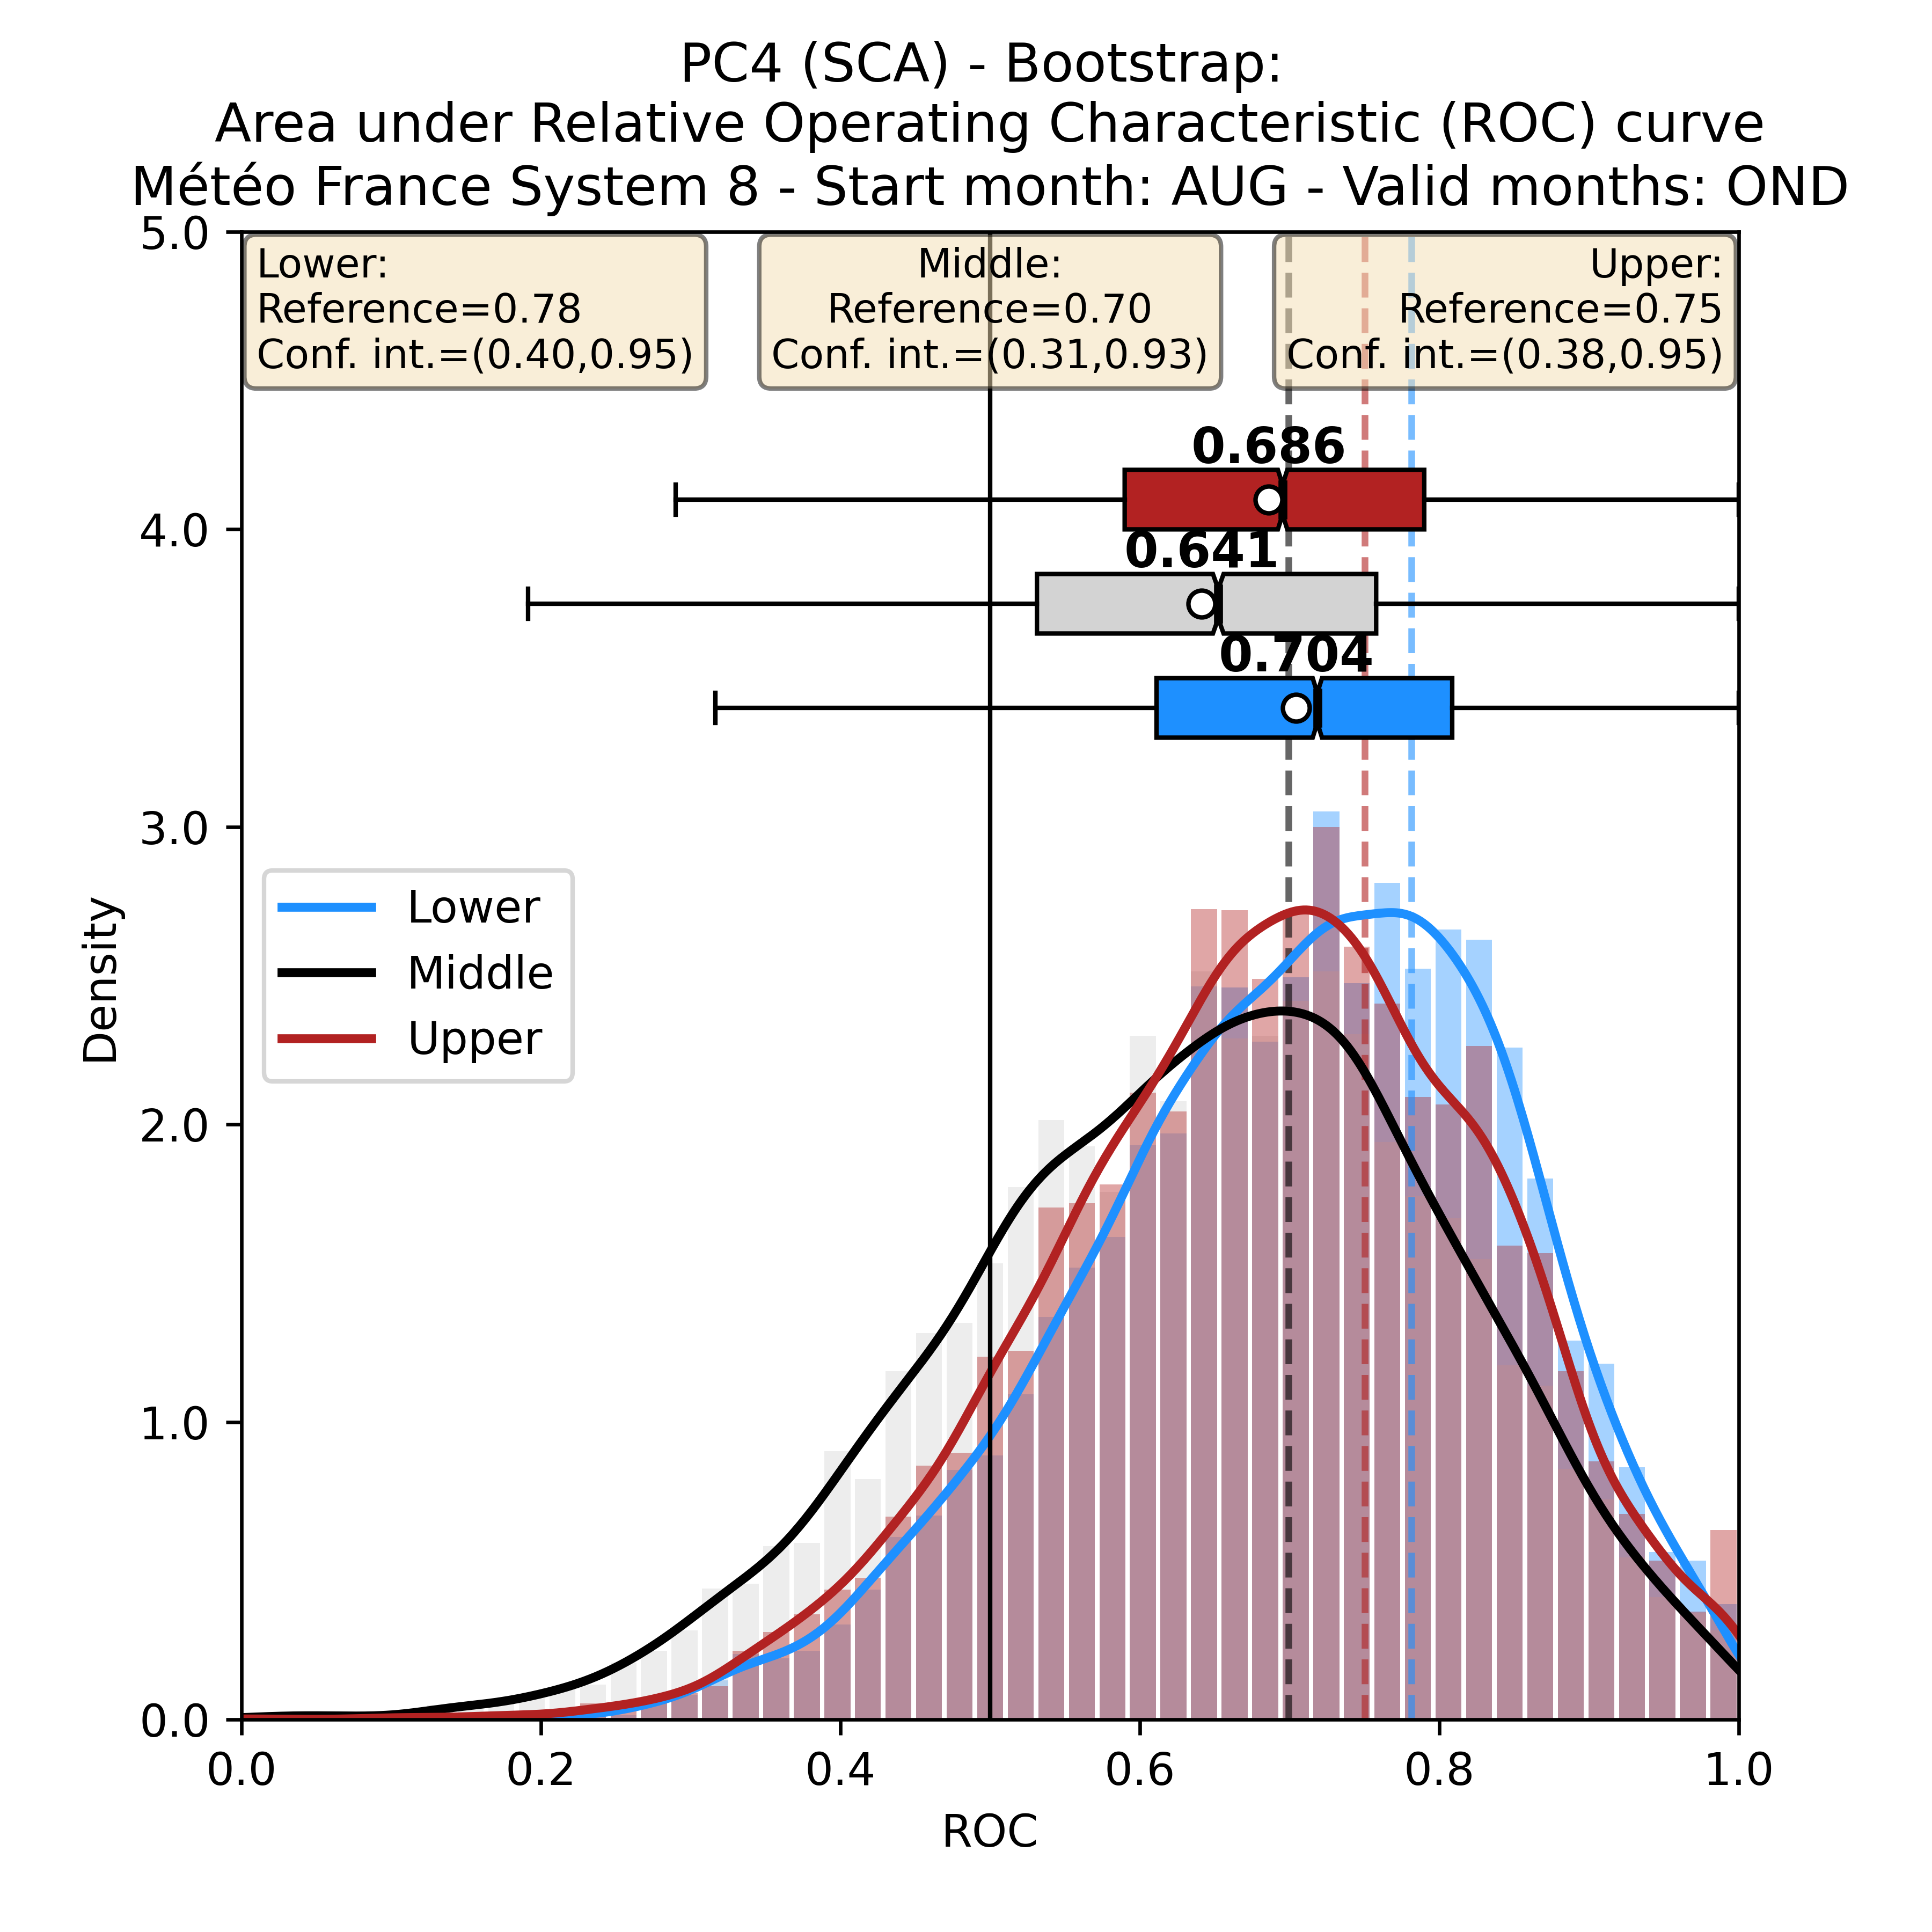 PC4 (SCA) - Bootstrap:
Area under Relative Operating Characteristic (ROC) curve
Météo France System 8 - Start month: AUG - Valid months: OND
Lower:
Reference=0.78
Conf. int.=(0.40,0.95)
Middle:
Reference=0.70
Conf. int.=(0.31,0.93)
Upper:
Reference=0.75
Conf. int.=(0.38,0.95)
0.686
0.641
0.704
Lower
Middle
Upper
Density
5.0
4.0
3.0
2.0
1.0
0.0
0.0
0.2
0.4
0.6
0.8
1.0
ROC